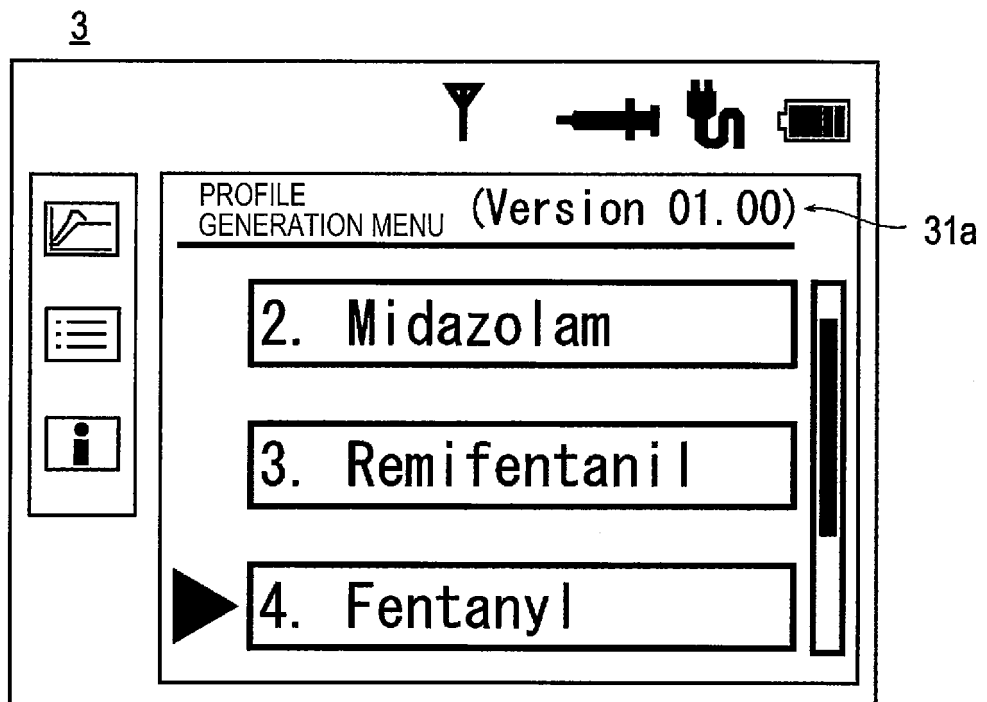 3
PROFILE
GENERATION MENU (Version 01.00)
31a
2. Midazolam
3. Remifentanil
4. Fentanyl